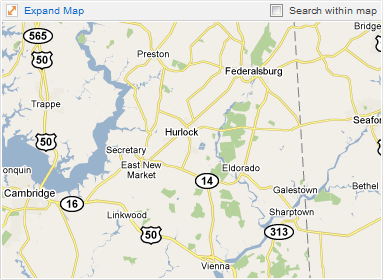 Expand Map
Search within map
565
Bridge
Preston
50
Federalsburg
Trappe
Hurlock
Seafo
50
Secretary
East New
Market
Eldorado
onquin
14
Galestown
Bethel
Cambridge
16
Linkwood
Sharptown
50
313
Vienna